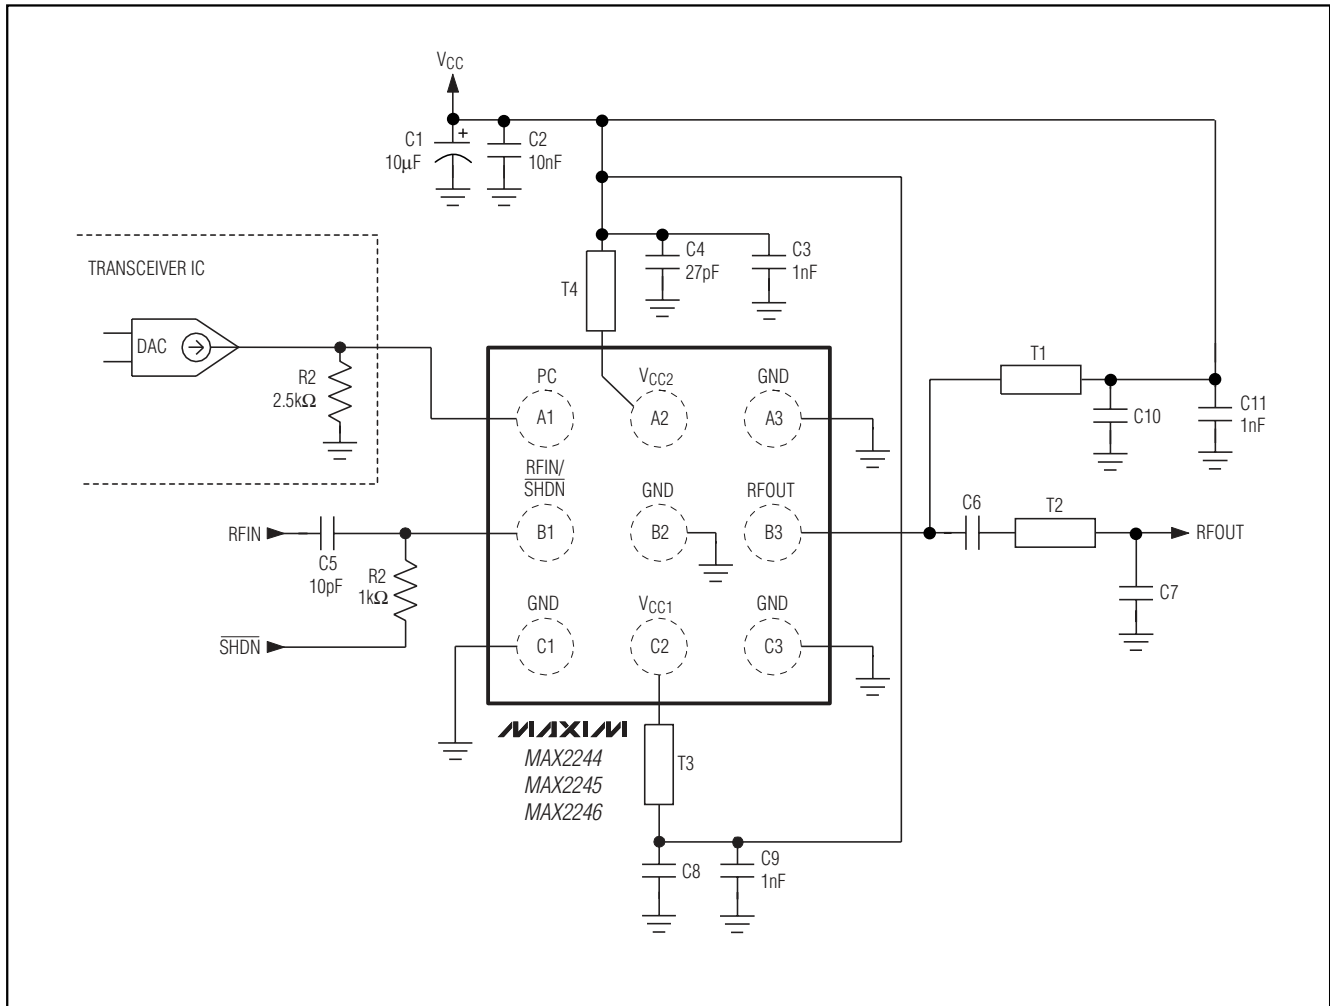 VCC
C1
10μF
+
C2
10nF
C4
27pF
C3
1nF
T4
TRANSCEIVER IC
DAC
R2
2.5kΩ
PC
A1
VCC2
A2
GND
A3
T1
C10
C11
1nF
RFIN/
SHDN
B1
GND
B2
RFOUT
B3
C6
T2
RFOUT
C7
RFIN
C5
10pF
R2
1kΩ
SHDN
GND
C1
VCC1
C2
GND
C3
MAXIM
MAX2244
MAX2245
MAX2246
T3
C8
C9
1nF